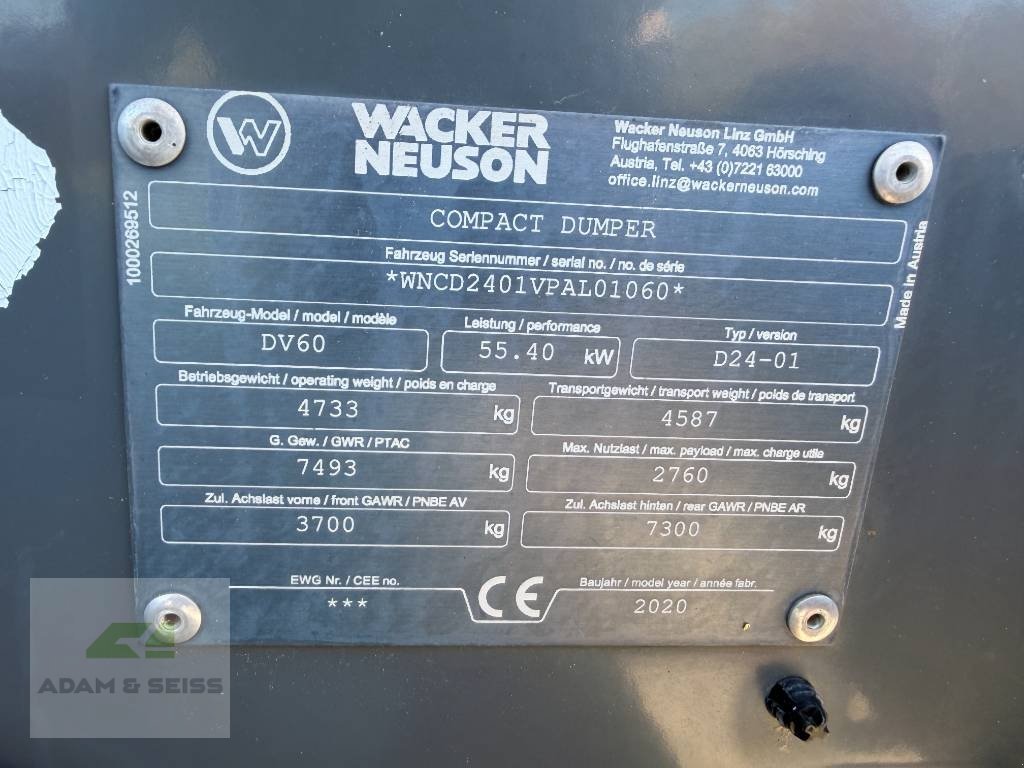 WACKER
NEUSON
Wacker Neuson Linz GmbH
Flughafenstraße 7, 4063 Hörsching
Austria, Tel. +43 (0)7221 63000
office.linz@wackerneuson.com
1000269512
COMPACT DUMPER
Fahrzeug Seriennummer / serial no. / no. de série
*WNCD2401VPAL01060*
Made in Austria
Fahrzeug-Model / model / modèle
DV60
Leistung / performance
55.40 kW
Typ / version
D24-01
Betriebsgewicht / operating weight / poids en charge
4733 kg
Transportgewicht / transport weight / poids de transport
4587 kg
G. Gew. / GWR / PTAC
7493 kg
Max. Nutzlast / max. payload / max. charge utile
2760 kg
Zul. Achslast vorne / front GAWR / PNBE AV
3700 kg
Zul. Achslast hinten / rear GAWR / PNBE AR
7300 kg
EWG Nr. / CEE no.
***
CE
Baujahr / model year / année fabr.
2020
ADAM & SEISS